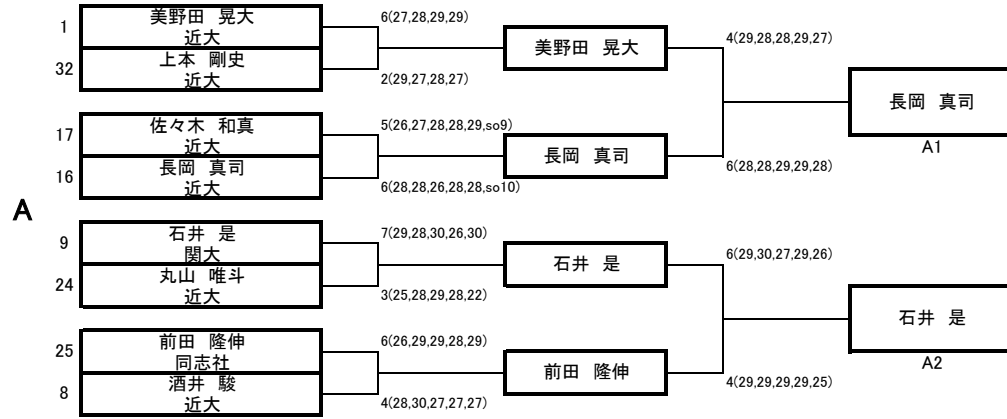 1
美野田 晃大
近大
6(27,28,29,29)
32
上本 剛史
近大
2(29,27,28,27)
美野田 晃大
4(29,28,28,29,27)
17
佐々木 和真
近大
5(26,27,28,28,29,so9)
16
長岡 真司
近大
6(28,28,26,28,28,so10)
長岡 真司
6(28,28,29,29,28)
長岡 真司
A1
A
9
石井 是
関大
7(29,28,30,26,30)
24
丸山 唯斗
近大
3(25,28,29,28,22)
石井 是
6(29,30,27,29,26)
25
前田 隆伸
同志社
6(26,29,29,28,29)
8
酒井 駿
近大
4(28,30,27,27,27)
前田 隆伸
4(29,29,29,29,25)
石井 是
A2